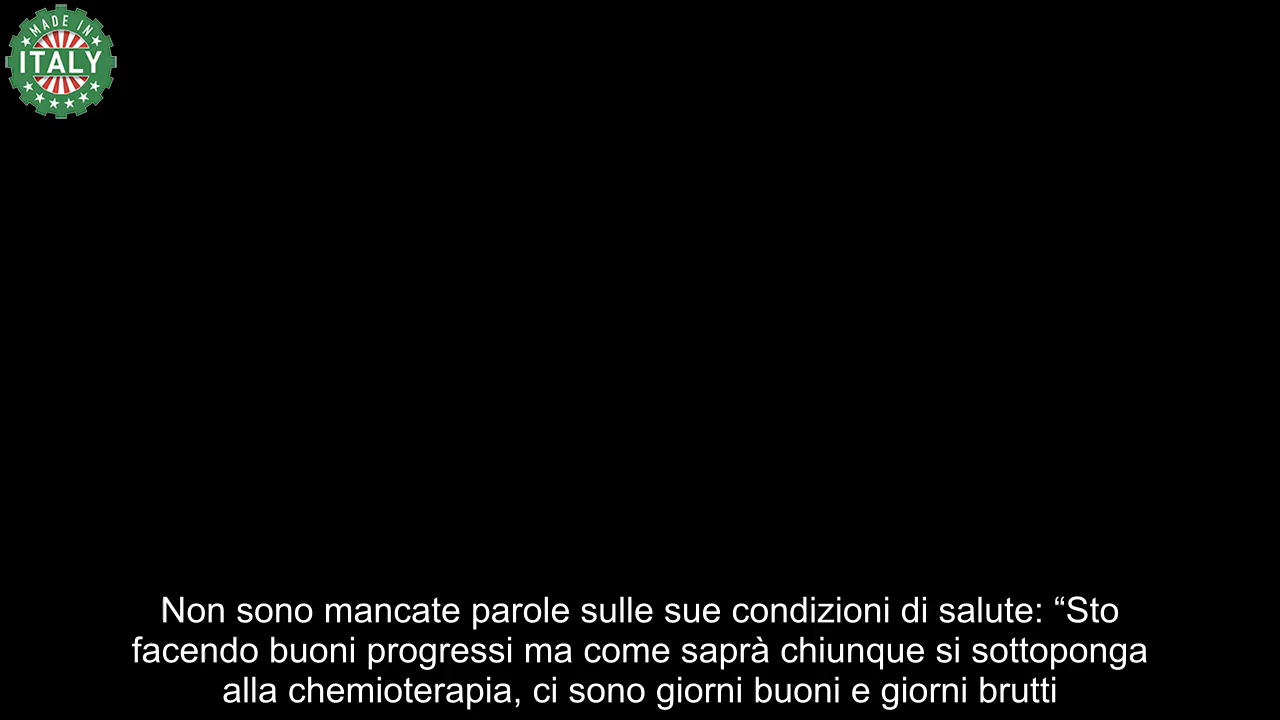 MADE IN
ITALY
Non sono mancate parole sulle sue condizioni di salute: “Sto
facendo buoni progressi ma come saprà chiunque si sottoponga
alla chemioterapia, ci sono giorni buoni e giorni brutti